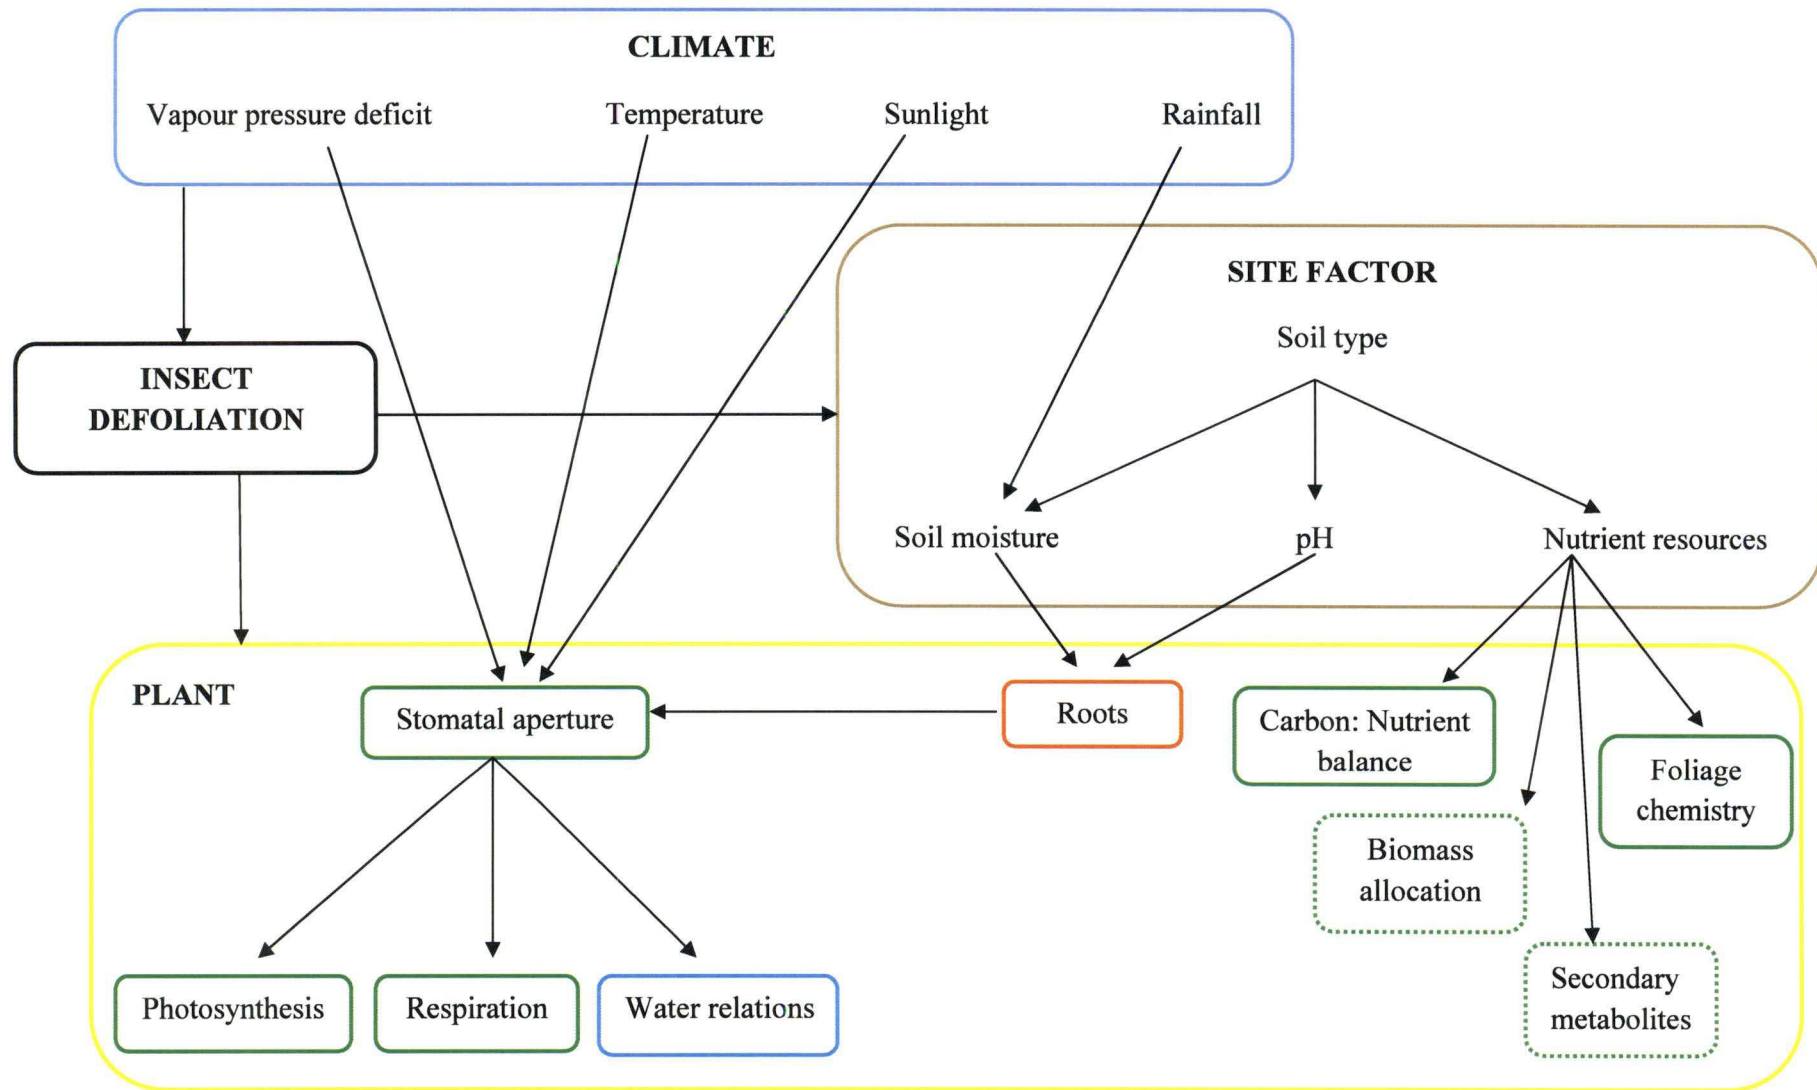 CLIMATE
Vapour pressure deficit
Temperature
Sunlight
Rainfall
SITE FACTOR
Soil type
INSECT
DEFOLIATION
Soil moisture
pH
Nutrient resources
PLANT
Stomatal aperture
Roots
Carbon: Nutrient
balance
Foliage
chemistry
Biomass
allocation
Secondary
metabolites
Photosynthesis
Respiration
Water relations